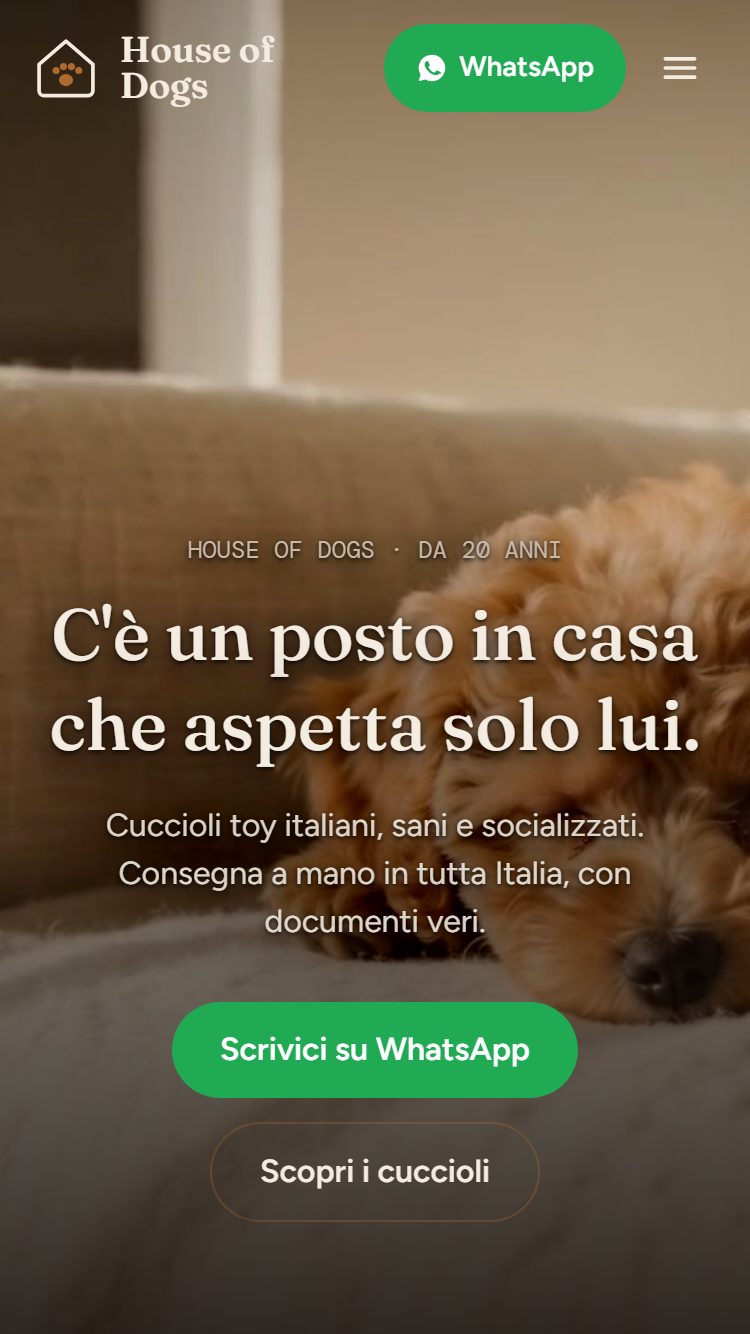 House of
Dogs
WhatsApp
HOUSE OF DOGS · DA 20 ANNI
C'è un posto in casa
che aspetta solo lui.
Cuccioli toy italiani, sani e socializzati.
Consegna a mano in tutta Italia, con
documenti veri.
Scrivici su WhatsApp
Scopri i cuccioli